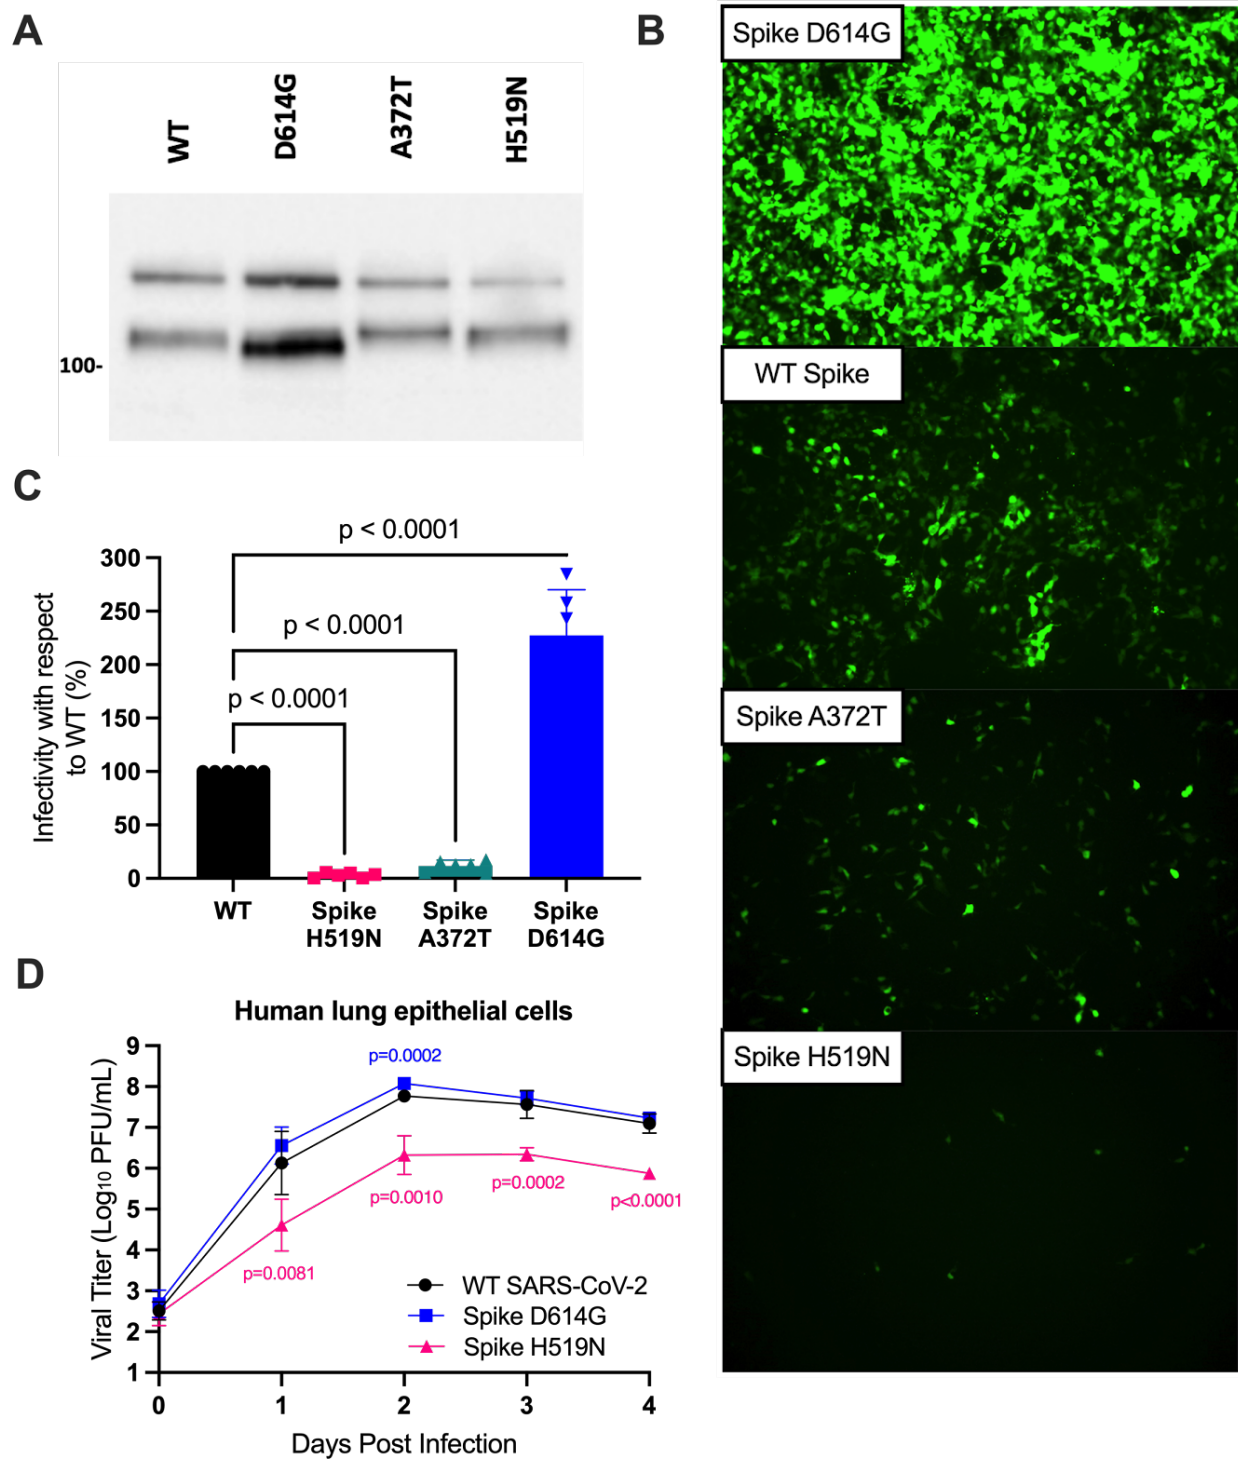 A
WT
D614G
A372T
H519N
100-
B
Spike D614G
WT Spike
Spike A372T
Spike H519N
C
p < 0.0001
p < 0.0001
p < 0.0001
Infectivity with respect
to WT (%)
300
250
200
150
100
50
0
WT
Spike
H519N
Spike
A372T
Spike
D614G
D
Human lung epithelial cells
Viral Titer (Log₁₀ PFU/mL)
9
8
7
6
5
4
3
2
1
p=0.0002
p=0.0010
p=0.0002
p<0.0001
p=0.0081
WT SARS-CoV-2
Spike D614G
Spike H519N
0
1
2
3
4
Days Post Infection